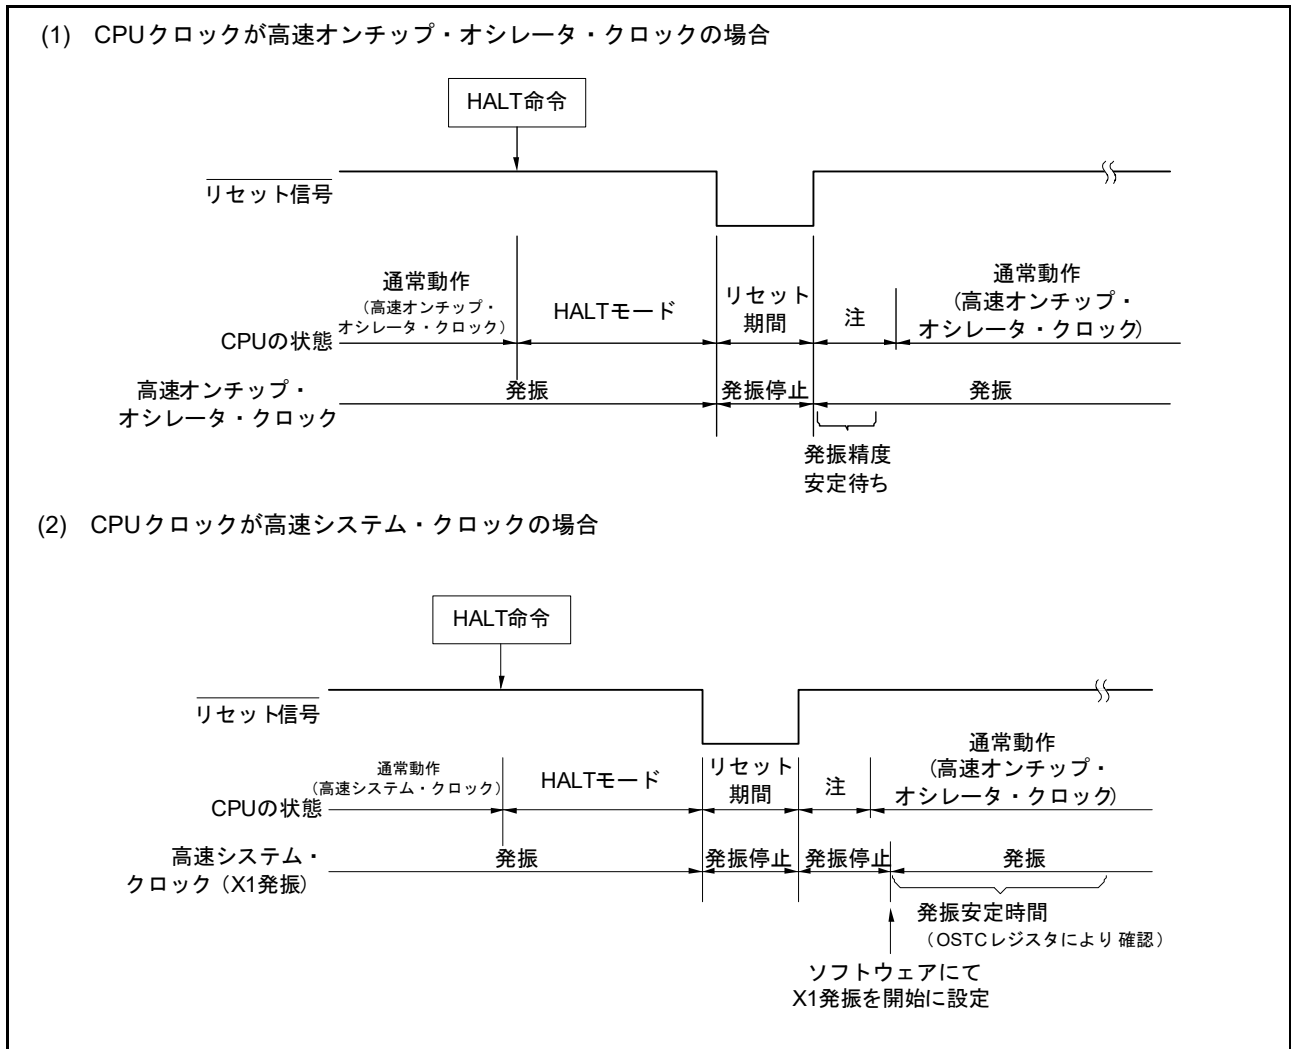 (1) CPUクロックが高速オンチップ・オシレータ・クロックの場合
HALT命令
リセット信号
通常動作
(高速オンチップ・
オシレータ・クロック)
HALTモード
リセット
期間
注
通常動作
(高速オンチップ・
オシレータ・クロック)
CPUの状態
高速オンチップ・
オシレータ・クロック
発振
発振停止
発振
発振精度
安定待ち
(2) CPUクロックが高速システム・クロックの場合
HALT命令
リセット信号
通常動作
(高速システム・クロック)
HALTモード
リセット
期間
注
通常動作
(高速オンチップ・
オシレータ・クロック)
CPUの状態
高速システム・
クロック (X1発振)
発振
発振停止
発振停止
発振
発振安定時間
(OSTCレジスタにより確認)
ソフトウェアにて
X1発振を開始に設定